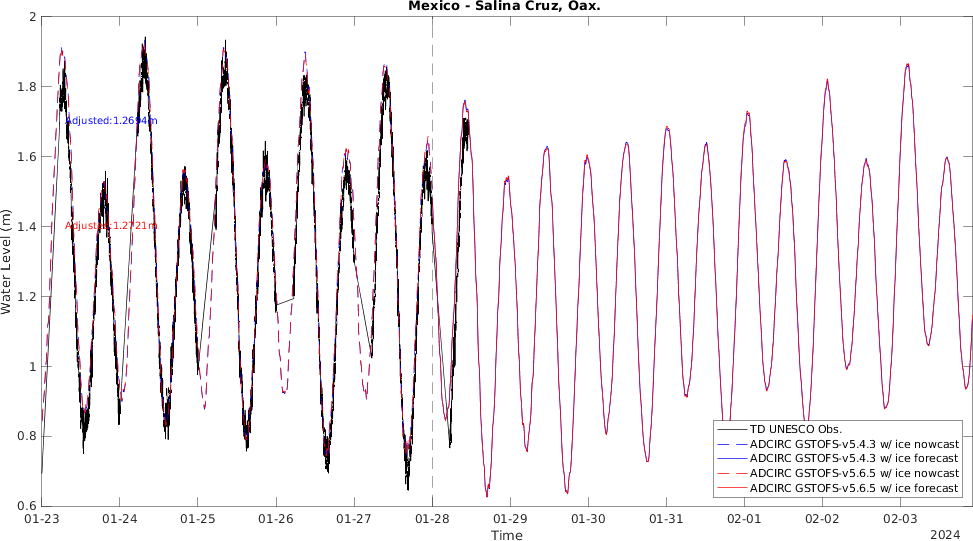 Mexico - Salina Cruz, Oax.
Water Level (m)
2
1.8
1.6
1.4
1.2
1
0.8
0.6
Adjusted:1.2694m
Adjusted:1.2721m
TD UNESCO Obs.
ADCIRC GSTOFS-v5.4.3 w/ ice nowcast
ADCIRC GSTOFS-v5.4.3 w/ ice forecast
ADCIRC GSTOFS-v5.6.5 w/ ice nowcast
ADCIRC GSTOFS-v5.6.5 w/ ice forecast
01-23 01-24 01-25 01-26 01-27 01-28 01-29 01-30 01-31 02-01 02-02 02-03
Time
2024